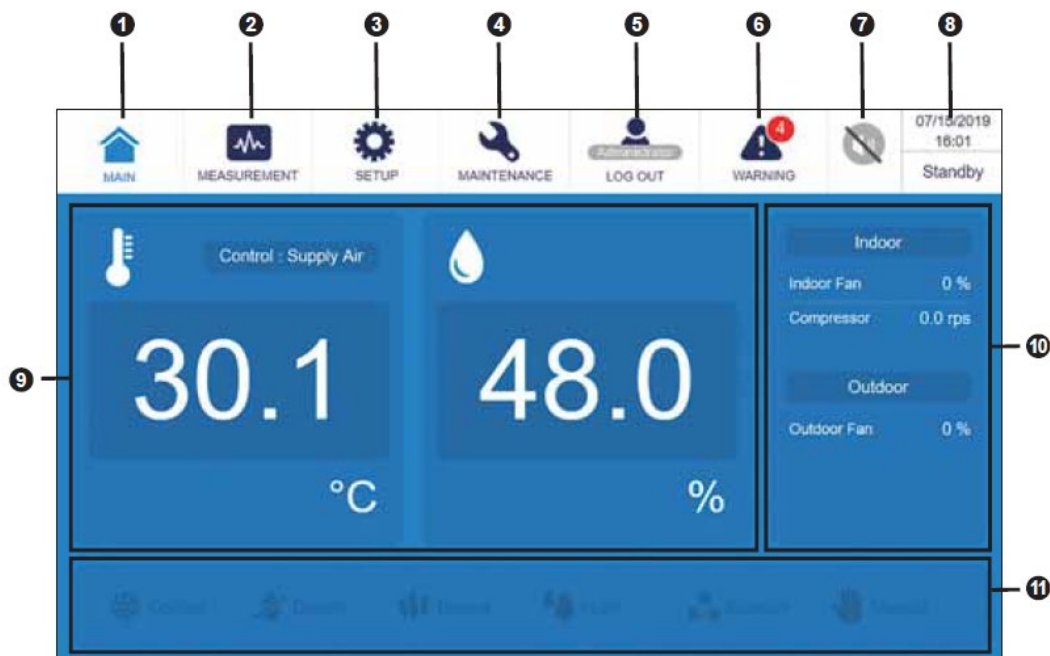 1 2 3 4 5 6 7 8
07/15/2019
16:01
4
Administrator
MAIN MEASUREMENT SETUP MAINTENANCE LOG OUT WARNING Standby
Control : Supply Air
Indoor
Indoor Fan 0 %
Compressor 0.0 rps
30.1 48.0
9
10
Outdoor
Outdoor Fan 0 %
°C %
11
Manual